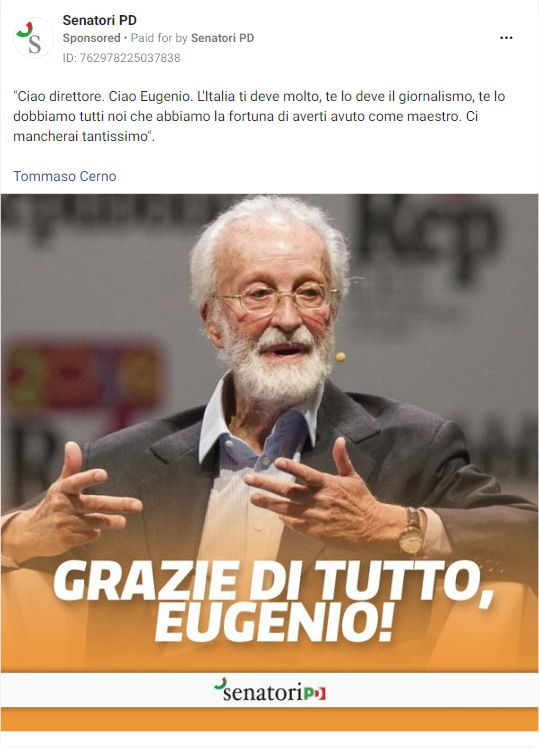 Senatori PD
Sponsored • Paid for by Senatori PD
ID: 762978225037838
"Ciao direttore. Ciao Eugenio. L'Italia ti deve molto, te lo deve il giornalismo, te lo
dobbiamo tutti noi che abbiamo la fortuna di averti avuto come maestro. Ci
mancherai tantissimo".
Tommaso Cerno
Rep
GRAZIE DI TUTTO,
EUGENIO!
senatoriPD